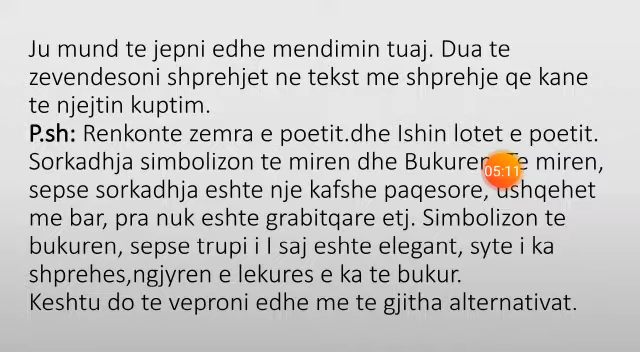 Ju mund te jepni edhe mendimin tuaj. Dua te
zevendesoni shprehjet ne tekst me shprehje qe kane
te njejtin kuptim.
P.sh: Renkonte zemra e poetit.dhe Ishin lotet e poetit.
Sorkadhja simbolizon te miren dhe Bukuren. Te miren,
sepse sorkadhja eshte nje kafshe paqesore, ushqehet
me bar, pra nuk eshte grabitqare etj. Simbolizon te
bukuren, sepse trupi i I saj eshte elegant, syte i ka
shprehes,ngjyren e lekures e ka te bukur.
Keshtu do te veproni edhe me te gjitha alternativat.
05:11